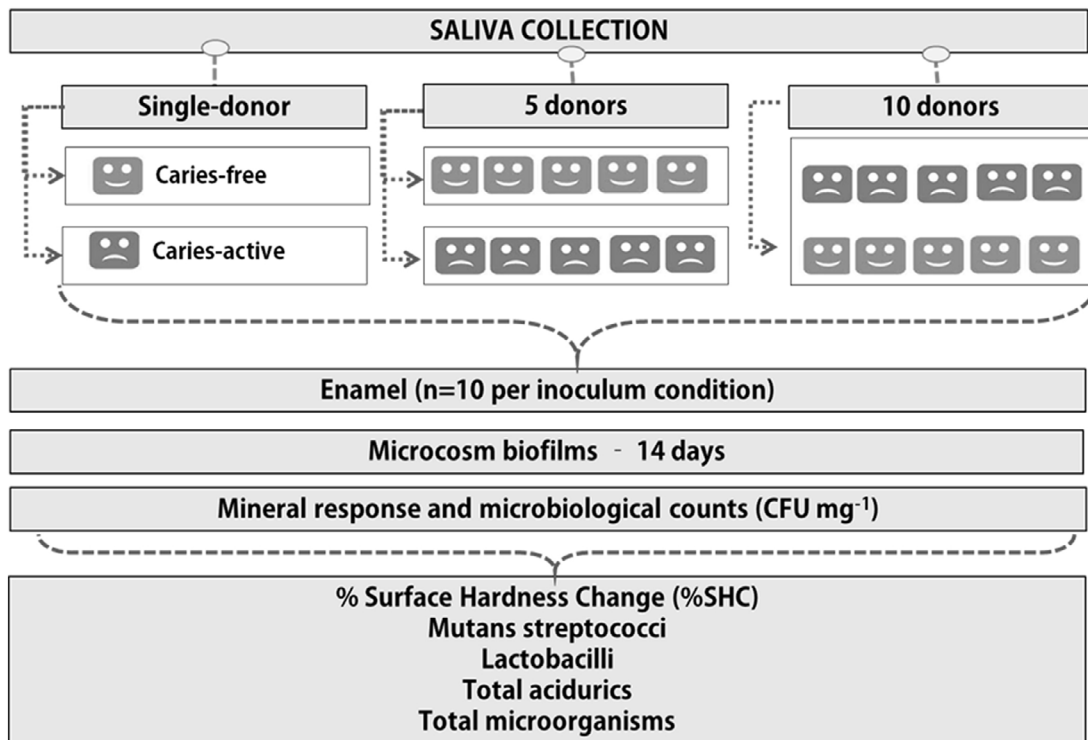 SALIVA COLLECTION
Single-donor
5 donors
10 donors
Caries-free
Caries-active
Enamel (n=10 per inoculum condition)
Microcosm biofilms - 14 days
Mineral response and microbiological counts (CFU mg⁻¹)
% Surface Hardness Change (%SHC)
Mutans streptococci
Lactobacilli
Total acidurics
Total microorganisms